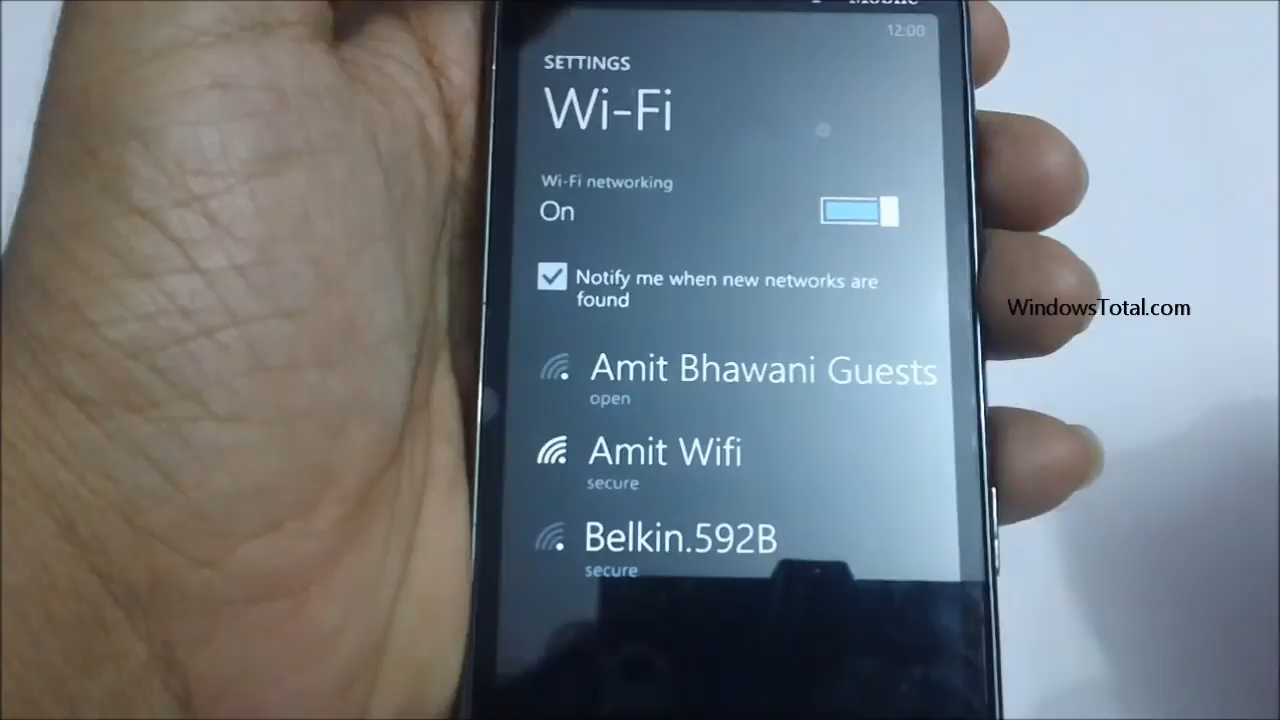 Mobile
12:00
SETTINGS
Wi-Fi
Wi-Fi networking
On
Notify me when new networks are
found
WindowsTotal.com
Amit Bhawani Guests
open
Amit Wifi
secure
Belkin.592B
secure